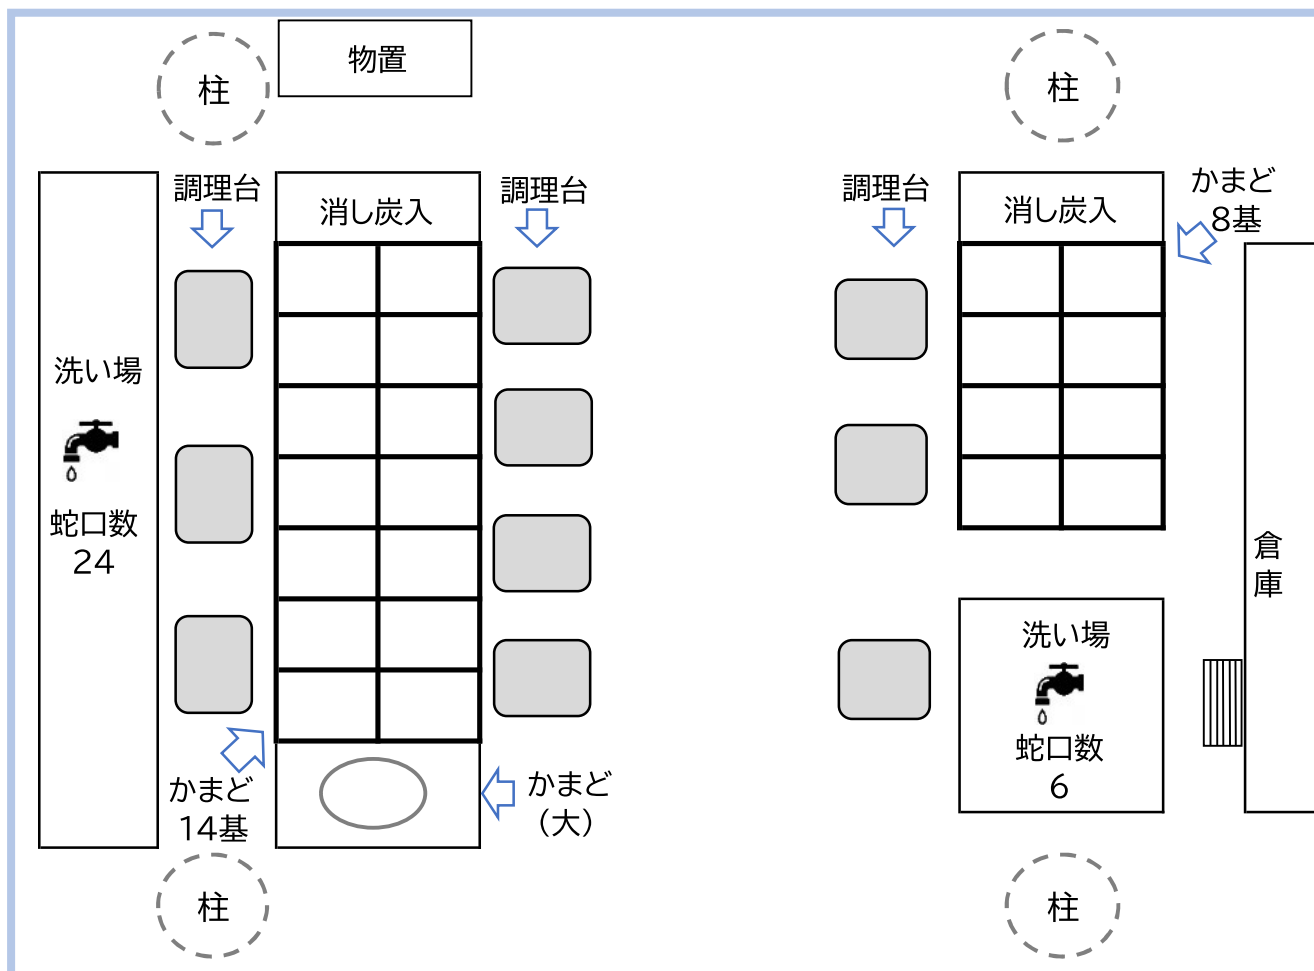 柱
物置
柱
調理台
消し炭入
調理台
調理台
消し炭入
かまど
8基
洗い場
蛇口数
24
倉
庫
洗い場
蛇口数
6
かまど
14基
かまど
（大）
柱
柱